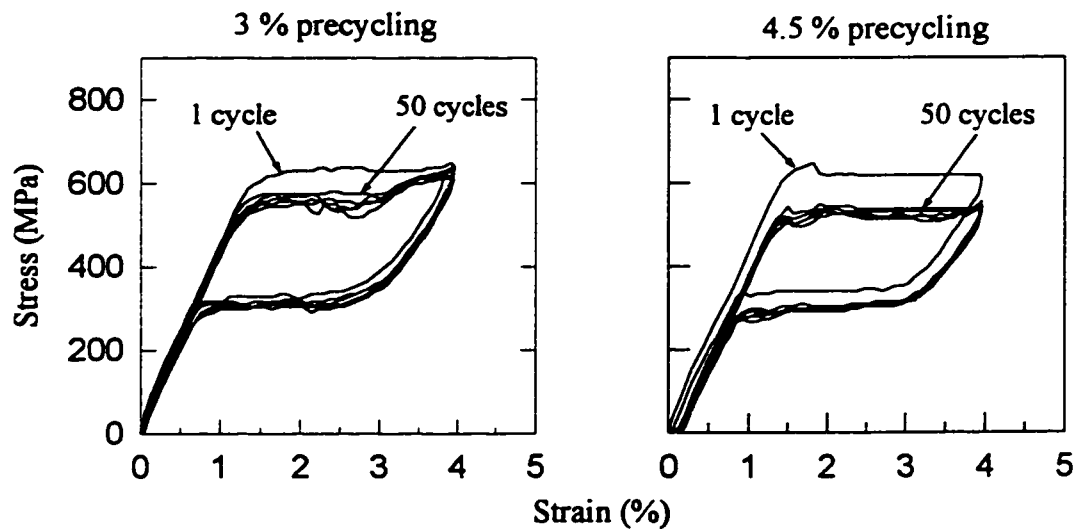 3 % precycling
4.5 % precycling
800
600
400
200
0
Stress (MPa)
1 cycle
50 cycles
1 cycle
50 cycles
0 1 2 3 4 5
0 1 2 3 4 5
Strain (%)